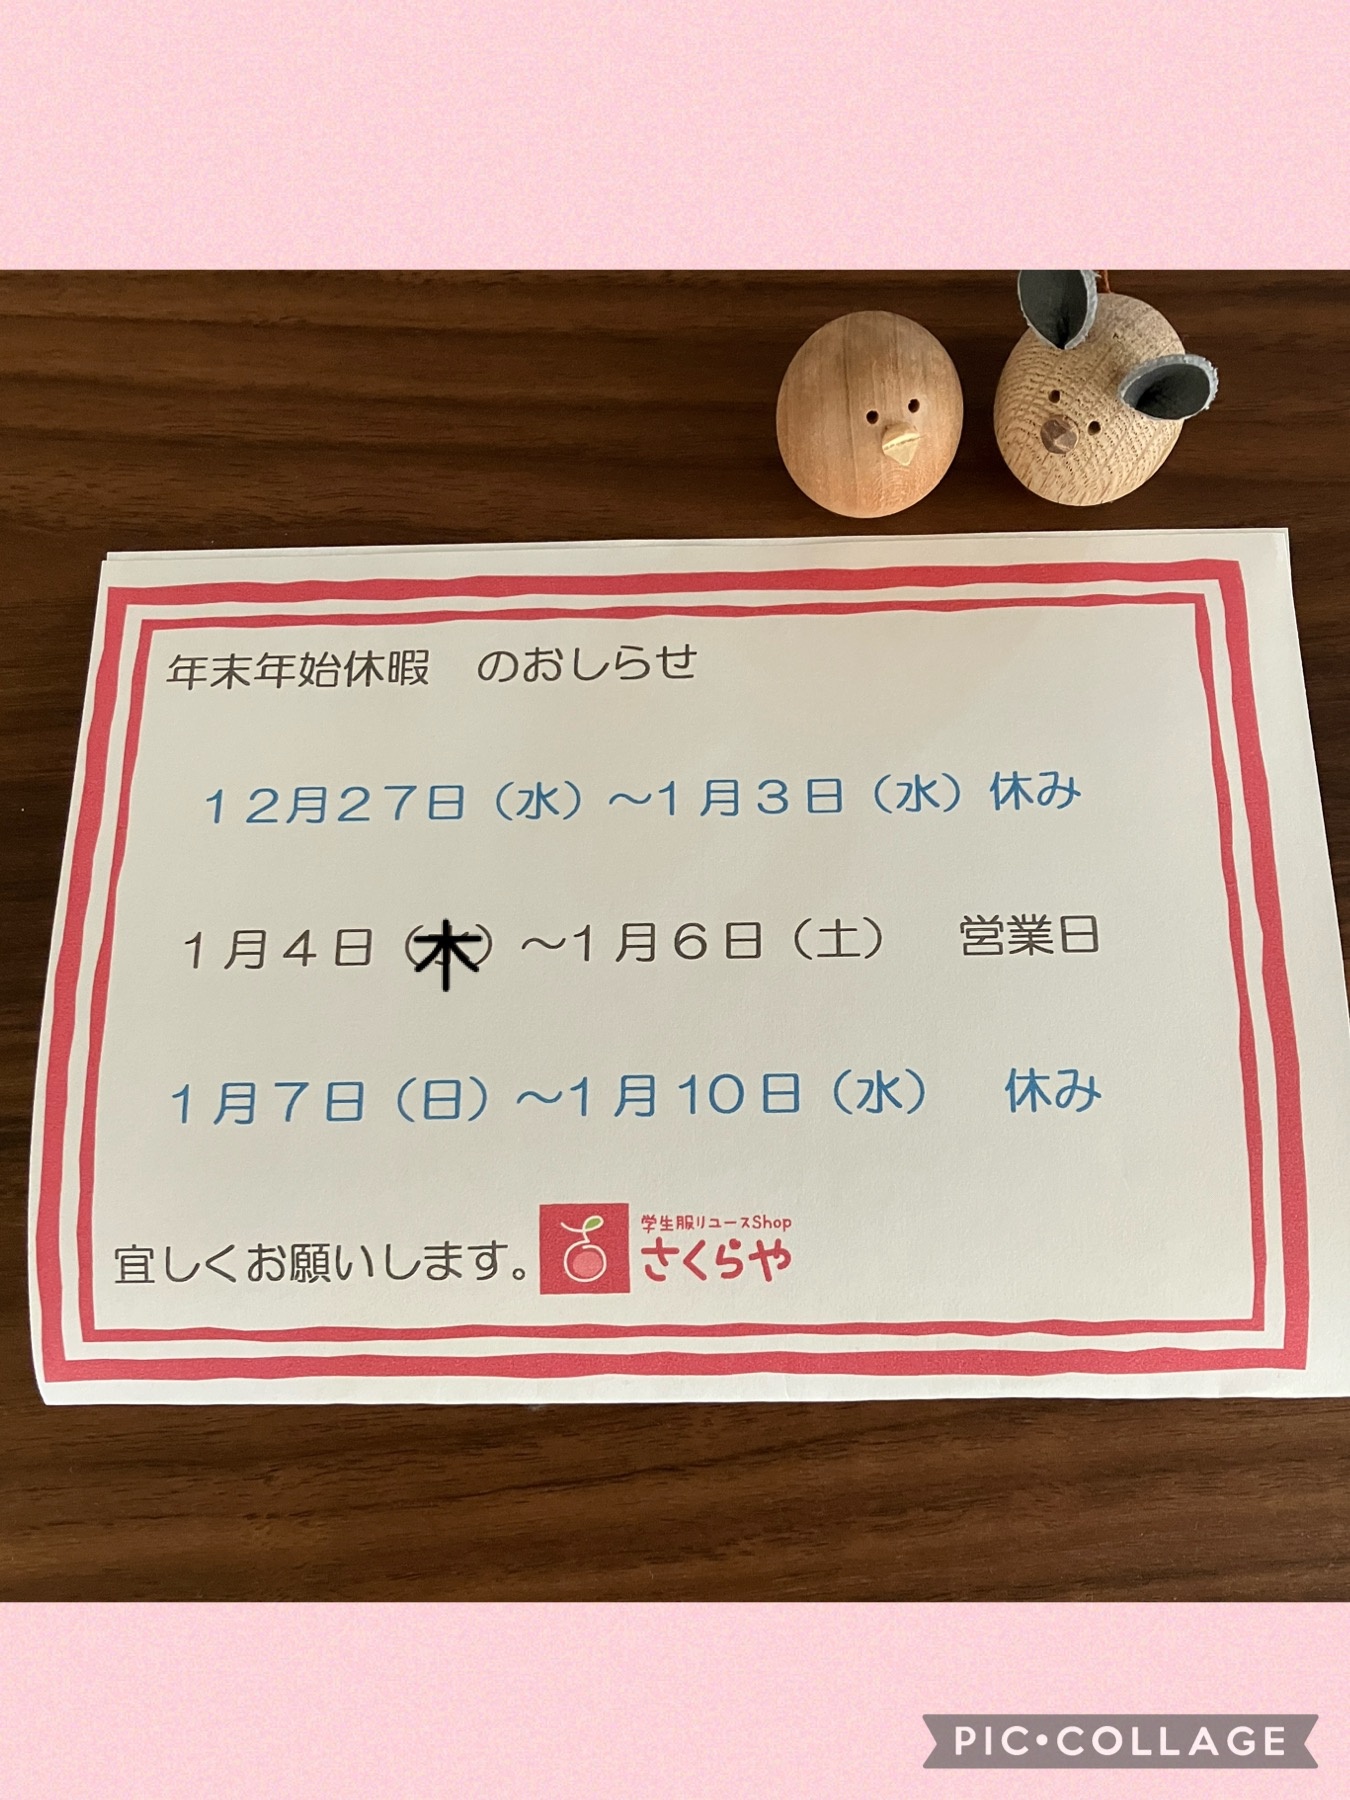 年末年始休暇　のおしらせ
１２月２７日（水）～１月３日（水）休み
１月４日（木）～１月６日（土）　営業日
１月７日（日）～１月１０日（水）　休み
宜しくお願いします。
学生服リユースShop
さくらや
PIC•COLLAGE